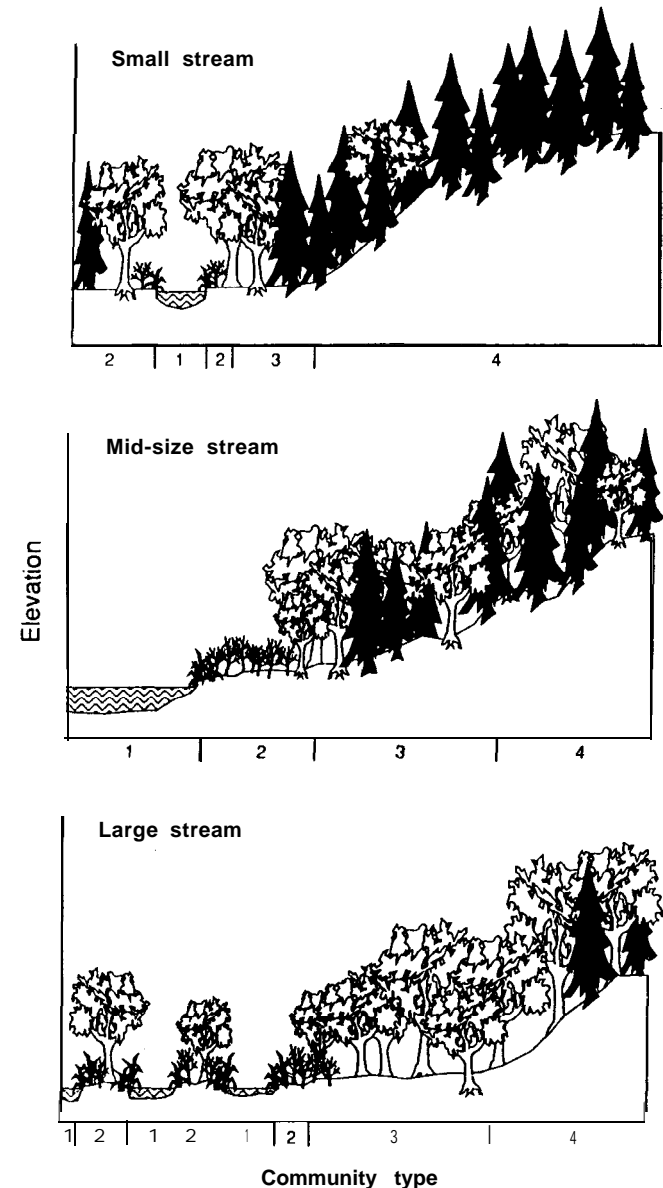 Small stream
2 1 2 3 4
Mid-size stream
Elevation
1 2 3 4
Large stream
1 2 1 2 1 2 3 4
Community type